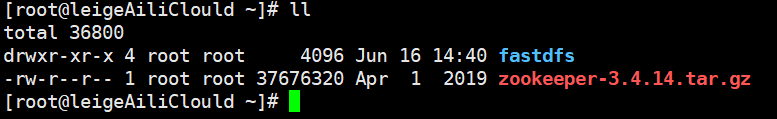 [root@leigeAiliClould ~]# ll
total 36800
drwxr-xr-x 4 root root     4096 Jun 16 14:40 fastdfs
-rw-r--r-- 1 root root 37676320 Apr  1  2019 zookeeper-3.4.14.tar.gz
[root@leigeAiliClould ~]#